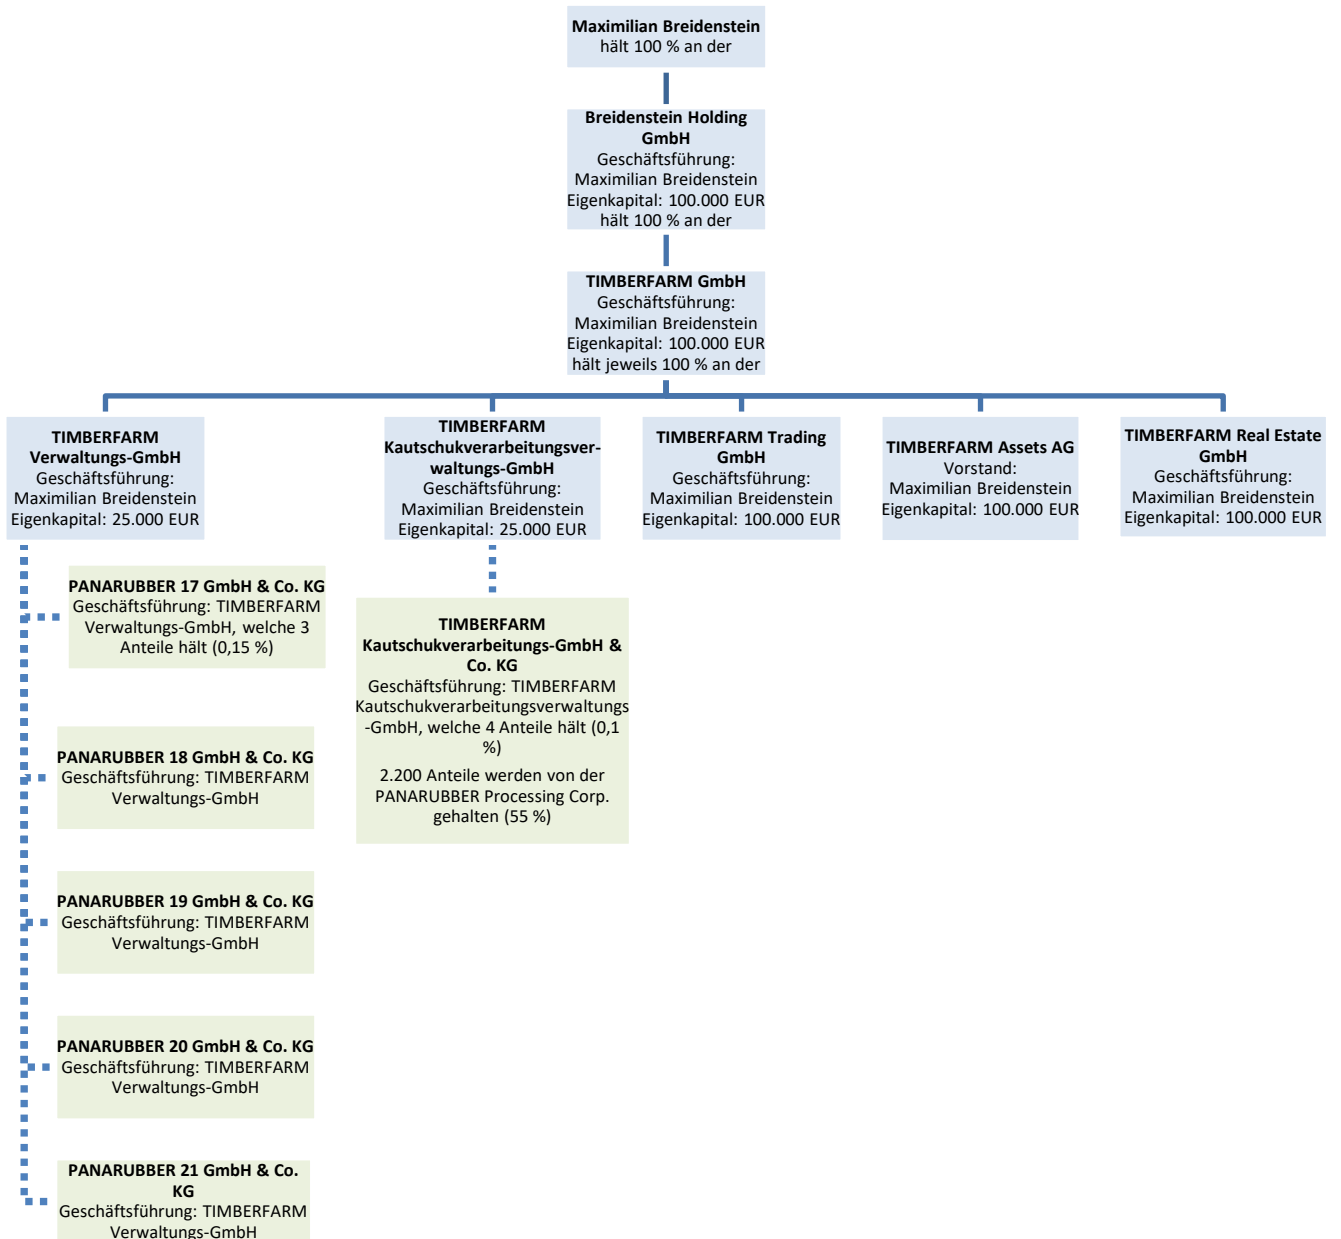 Maximilian Breidenstein
hält 100 % an der
Breidenstein Holding
GmbH
Geschäftsführung:
Maximilian Breidenstein
Eigenkapital: 100.000 EUR
hält 100 % an der
TIMBERFARM GmbH
Geschäftsführung:
Maximilian Breidenstein
Eigenkapital: 100.000 EUR
hält jeweils 100 % an der
TIMBERFARM
Verwaltungs-GmbH
Geschäftsführung:
Maximilian Breidenstein
Eigenkapital: 25.000 EUR
TIMBERFARM
Kautschukverarbeitungsver-
waltungs-GmbH
Geschäftsführung:
Maximilian Breidenstein
Eigenkapital: 25.000 EUR
TIMBERFARM Trading
GmbH
Geschäftsführung:
Maximilian Breidenstein
Eigenkapital: 100.000 EUR
TIMBERFARM Assets AG
Vorstand:
Maximilian Breidenstein
Eigenkapital: 100.000 EUR
TIMBERFARM Real Estate
GmbH
Geschäftsführung:
Maximilian Breidenstein
Eigenkapital: 100.000 EUR
PANARUBBER 17 GmbH & Co. KG
Geschäftsführung: TIMBERFARM
Verwaltungs-GmbH, welche 3
Anteile hält (0,15 %)
PANARUBBER 18 GmbH & Co. KG
Geschäftsführung: TIMBERFARM
Verwaltungs-GmbH
PANARUBBER 19 GmbH & Co. KG
Geschäftsführung: TIMBERFARM
Verwaltungs-GmbH
PANARUBBER 20 GmbH & Co. KG
Geschäftsführung: TIMBERFARM
Verwaltungs-GmbH
PANARUBBER 21 GmbH & Co.
KG
Geschäftsführung: TIMBERFARM
Verwaltungs-GmbH
TIMBERFARM
Kautschukverarbeitungs-GmbH &
Co. KG
Geschäftsführung: TIMBERFARM
Kautschukverarbeitungsverwaltungs
-GmbH, welche 4 Anteile hält (0,1
%)
2.200 Anteile werden von der
PANARUBBER Processing Corp.
gehalten (55 %)